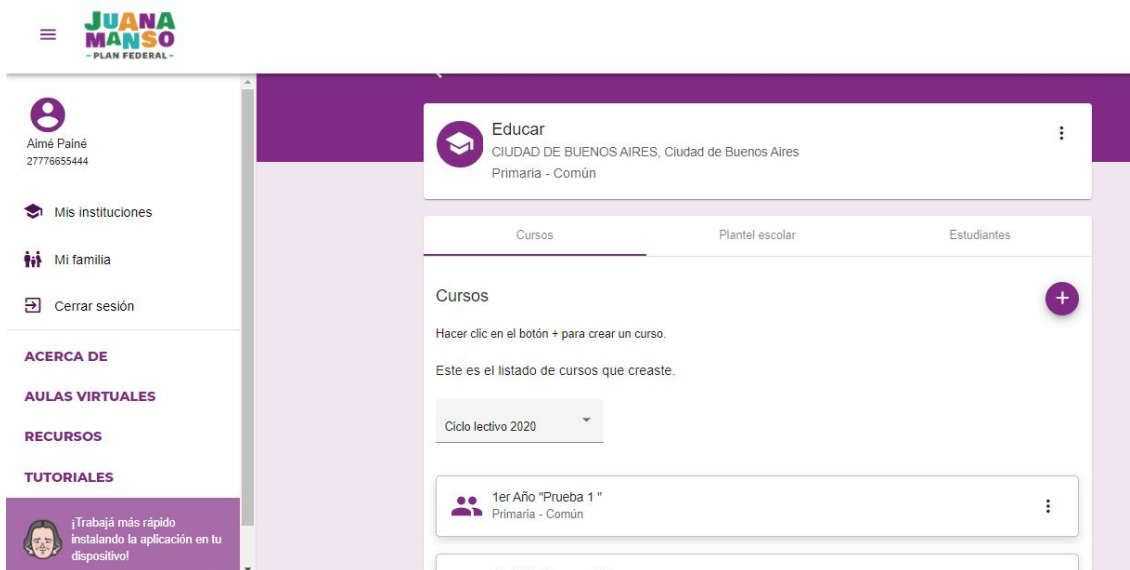 JUANA
MANSO
- PLAN FEDERAL -
Aimé Painé
27776655444
Mis instituciones
Mi familia
Cerrar sesión
ACERCA DE
AULAS VIRTUALES
RECURSOS
TUTORIALES
¡Trabajá más rápido
instalando la aplicación en tu
dispositivo!
Educar
CIUDAD DE BUENOS AIRES, Ciudad de Buenos Aires
Primaria - Común
Cursos
Plantel escolar
Estudiantes
Cursos
Hacer clic en el botón + para crear un curso.
Este es el listado de cursos que creaste.
Ciclo lectivo 2020
1er Año "Prueba 1 "
Primaria - Común